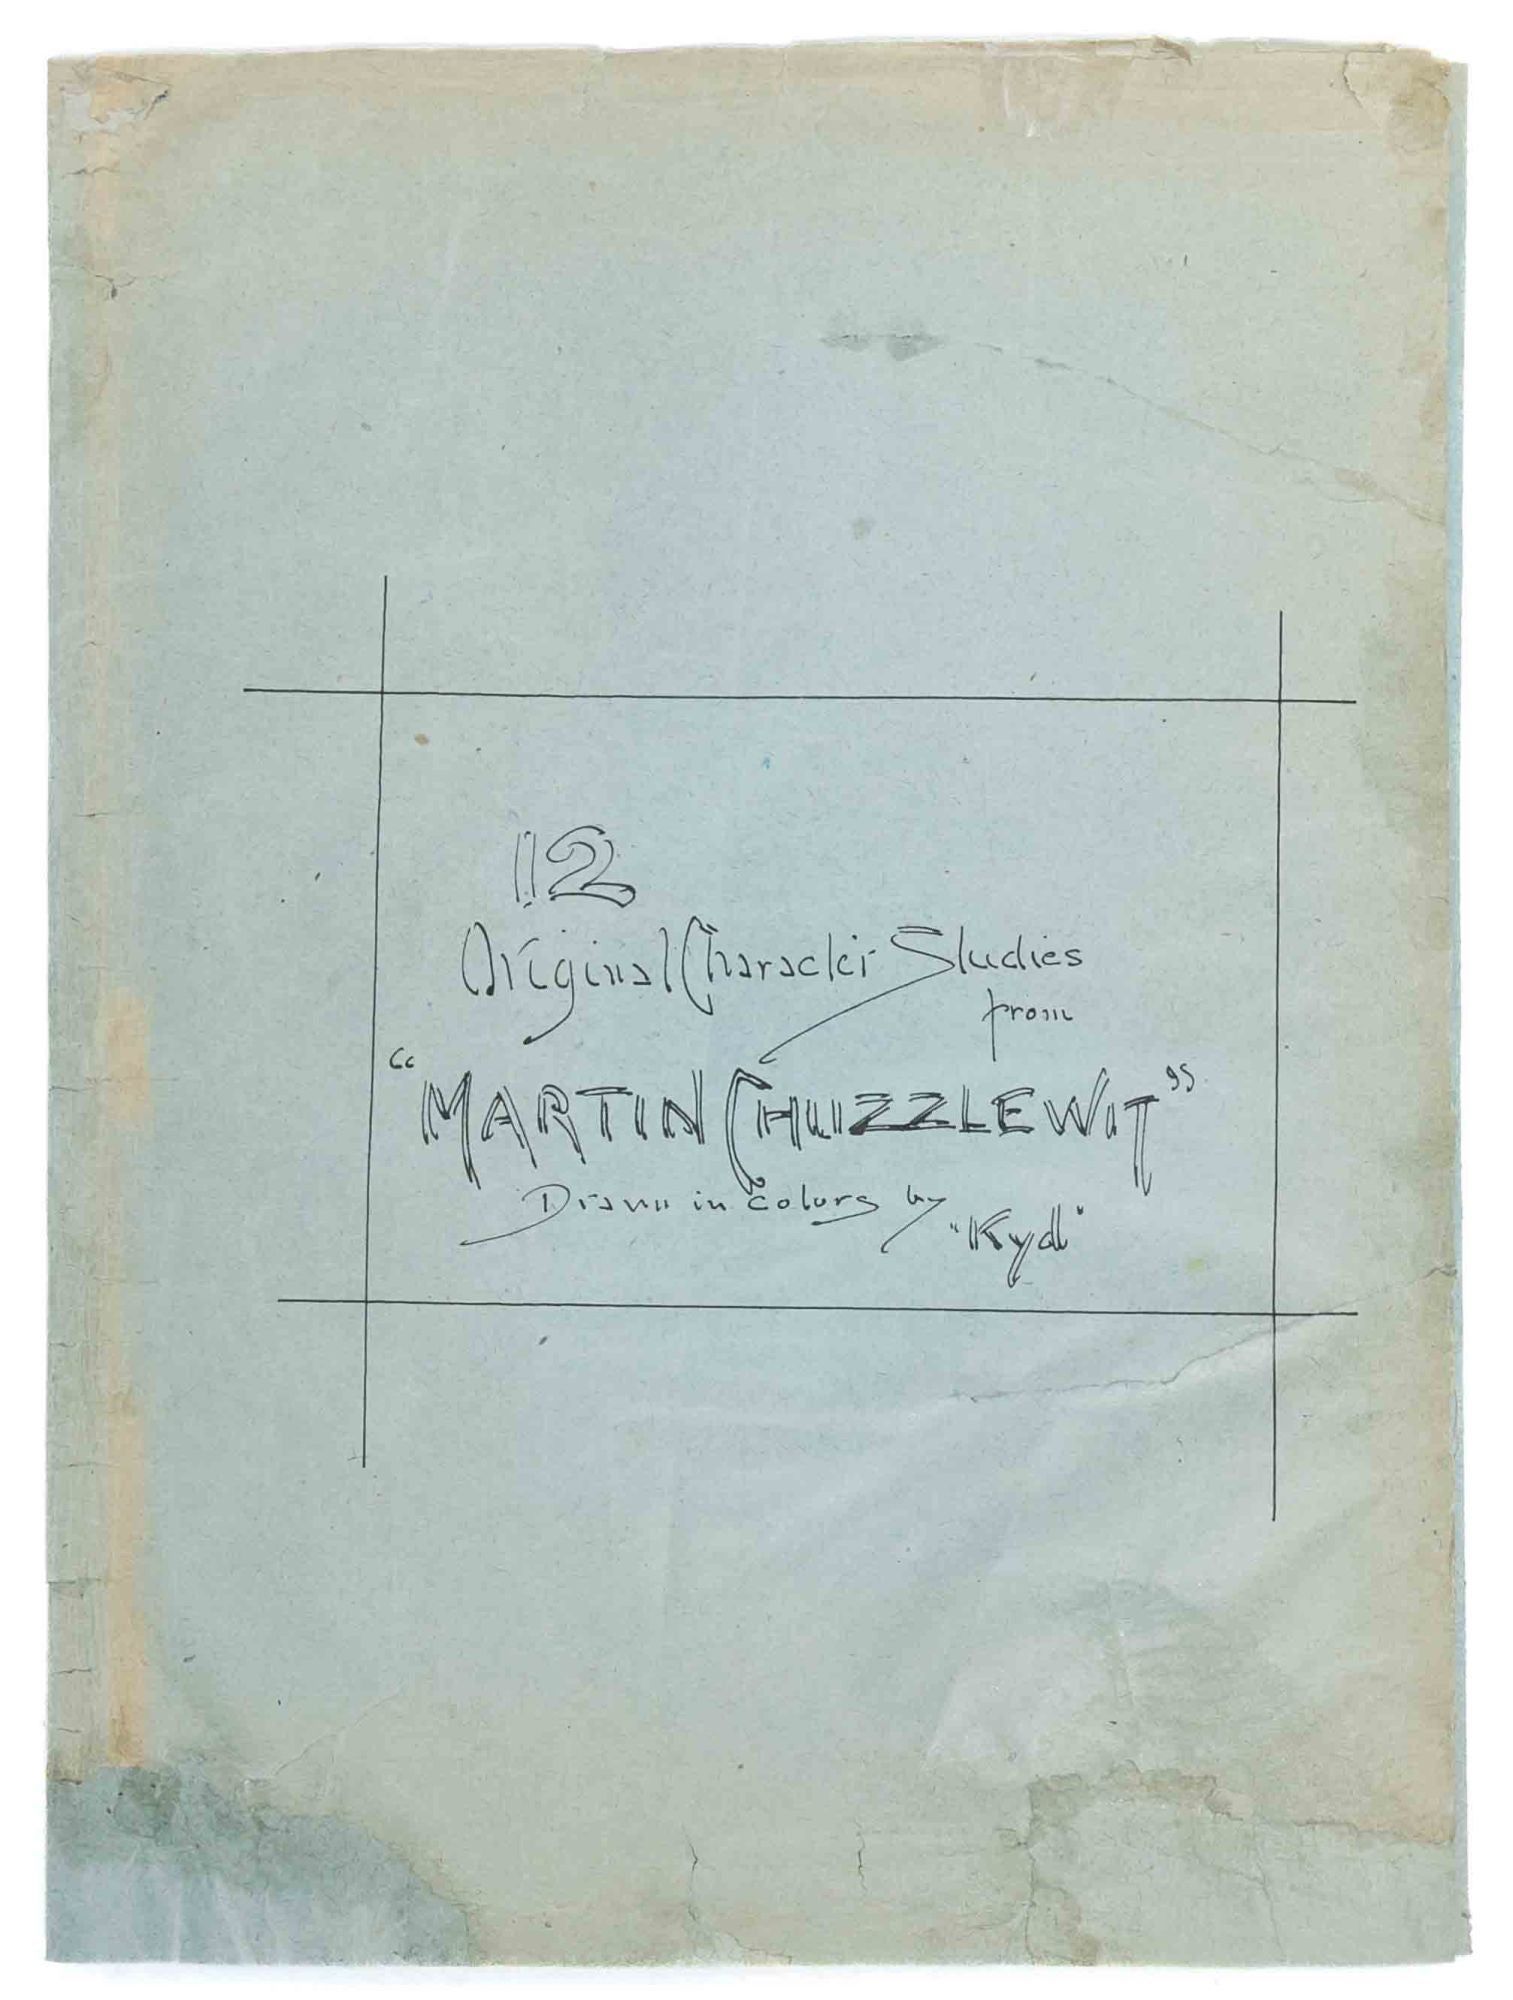 12
Original Character Studies
from
"MARTIN CHUZZLEWIT"
Drawn in colors by
"Kyd"